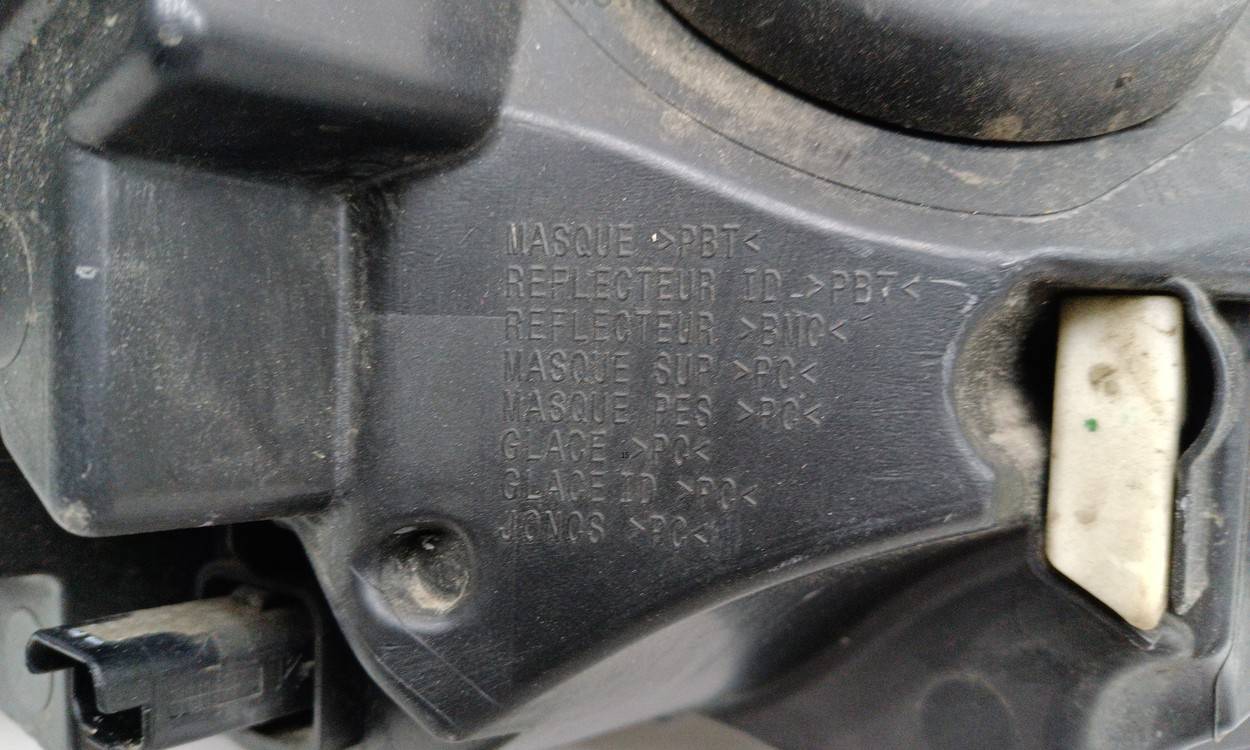 MASQUE >PBT<
REFLECTEUR ID >PBT<
REFLECTEUR >BMC<
MASQUE SUP >PC<
MASQUE PES >PC<
GLACE >PC<
GLACE ID >PC<
JONCS >PC<